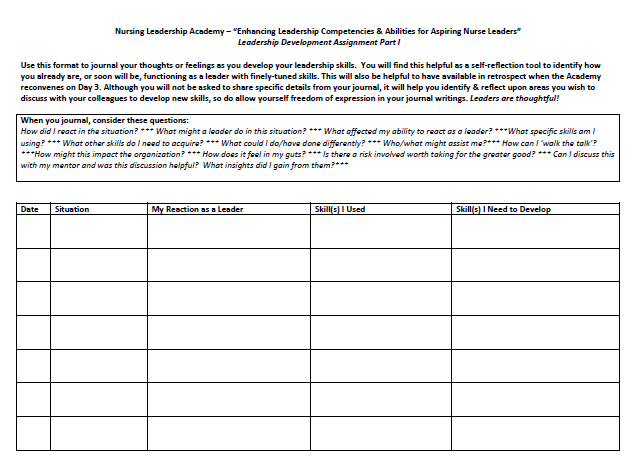 Nursing Leadership Academy – “Enhancing Leadership Competencies & Abilities for Aspiring Nurse Leaders”
Leadership Development Assignment Part I
Use this format to journal your thoughts or feelings as you develop your leadership skills.  You will find this helpful as a self-reflection tool to identify how
you already are, or soon will be, functioning as a leader with finely-tuned skills. This will also be helpful to have available in retrospect when the Academy
reconvenes on Day 3. Although you will not be asked to share specific details from your journal, it will help you identify & reflect upon areas you wish to
discuss with your colleagues to develop new skills, so do allow yourself freedom of expression in your journal writings. Leaders are thoughtful!
When you journal, consider these questions:
How did I react in the situation? *** What might a leader do in this situation? *** What affected my ability to react as a leader? ***What specific skills am I
using? *** What other skills do I need to acquire? *** What could I do/have done differently? *** Who/what might assist me?*** How can I ‘walk the talk’?
***How might this impact the organization? *** How does it feel in my guts? *** Is there a risk involved worth taking for the greater good? *** Can I discuss this
with my mentor and was this discussion helpful?  What insights did I gain from them?***
Date Situation My Reaction as a Leader Skill(s) I Used Skill(s) I Need to Develop